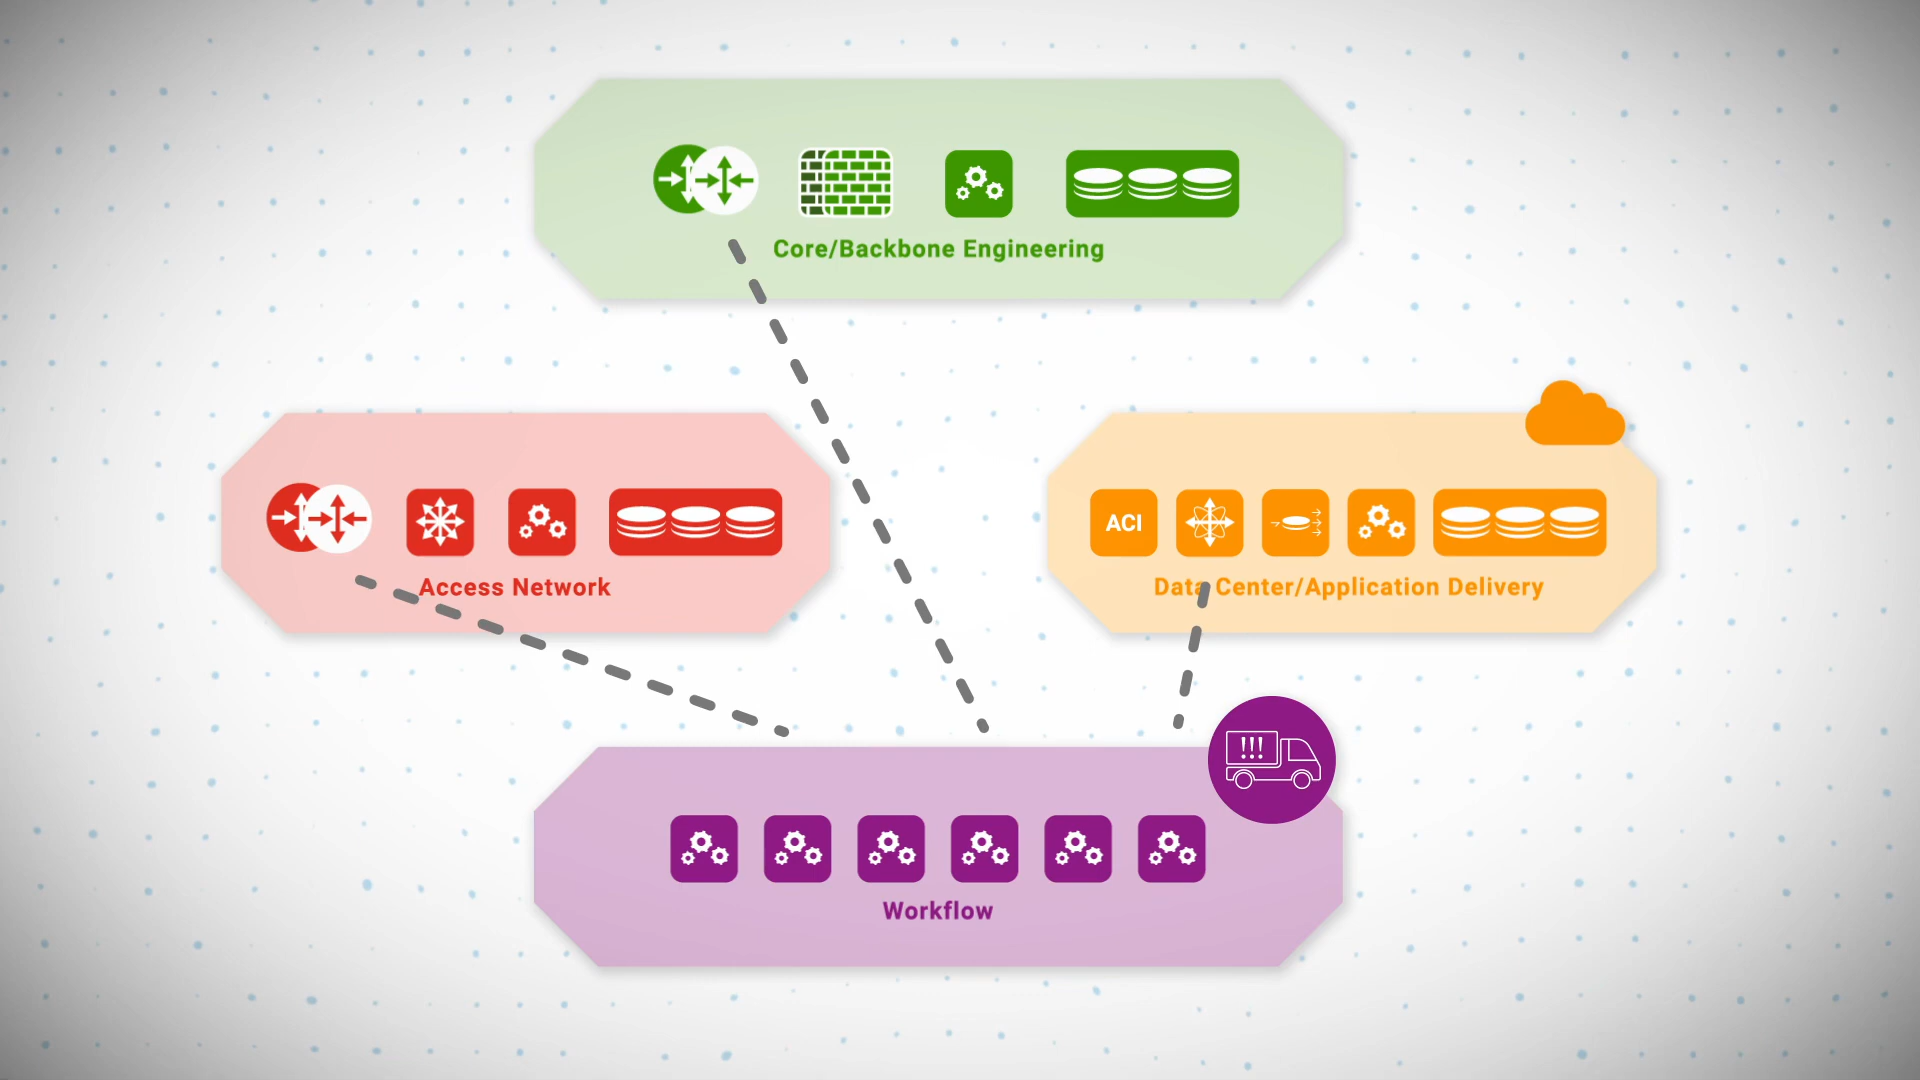 Core/Backbone Engineering
ACI
Access Network
Data Center/Application Delivery
!!!
Workflow